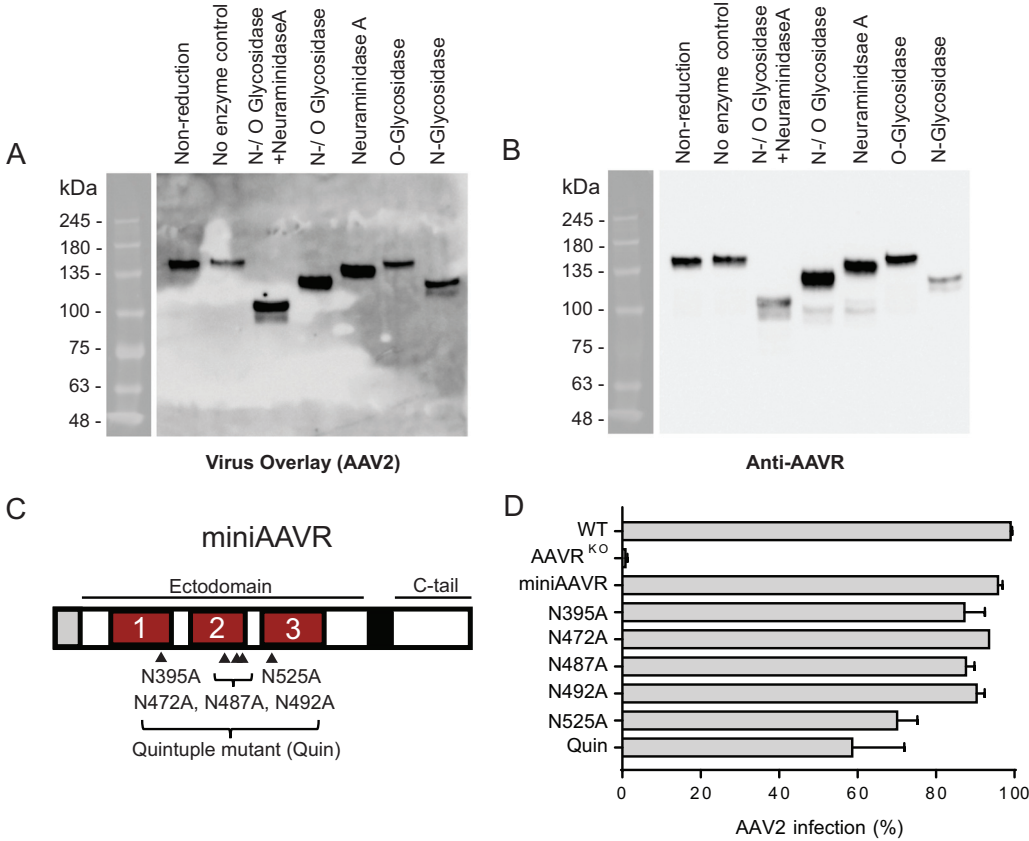 A
Non-reduction
No enzyme control
N-/ O Glycosidase
+NeuraminidaseA
N-/ O Glycosidase
Neuraminidase A
O-Glycosidase
N-Glycosidase
kDa
245 -
180 -
135 -
100 -
75 -
63 -
48 -
Virus Overlay (AAV2)
B
Non-reduction
No enzyme control
N-/ O Glycosidase
+NeuraminidaseA
N-/ O Glycosidase
Neuraminidsae A
O-Glycosidase
N-Glycosidase
kDa
245 -
180 -
135 -
100 -
75 -
63 -
48 -
Anti-AAVR
C
miniAAVR
Ectodomain
C-tail
1 2 3
N395A N525A
N472A, N487A, N492A
Quintuple mutant (Quin)
D
WT
AAVR KO
miniAAVR
N395A
N472A
N487A
N492A
N525A
Quin
0 20 40 60 80 100
AAV2 infection (%)